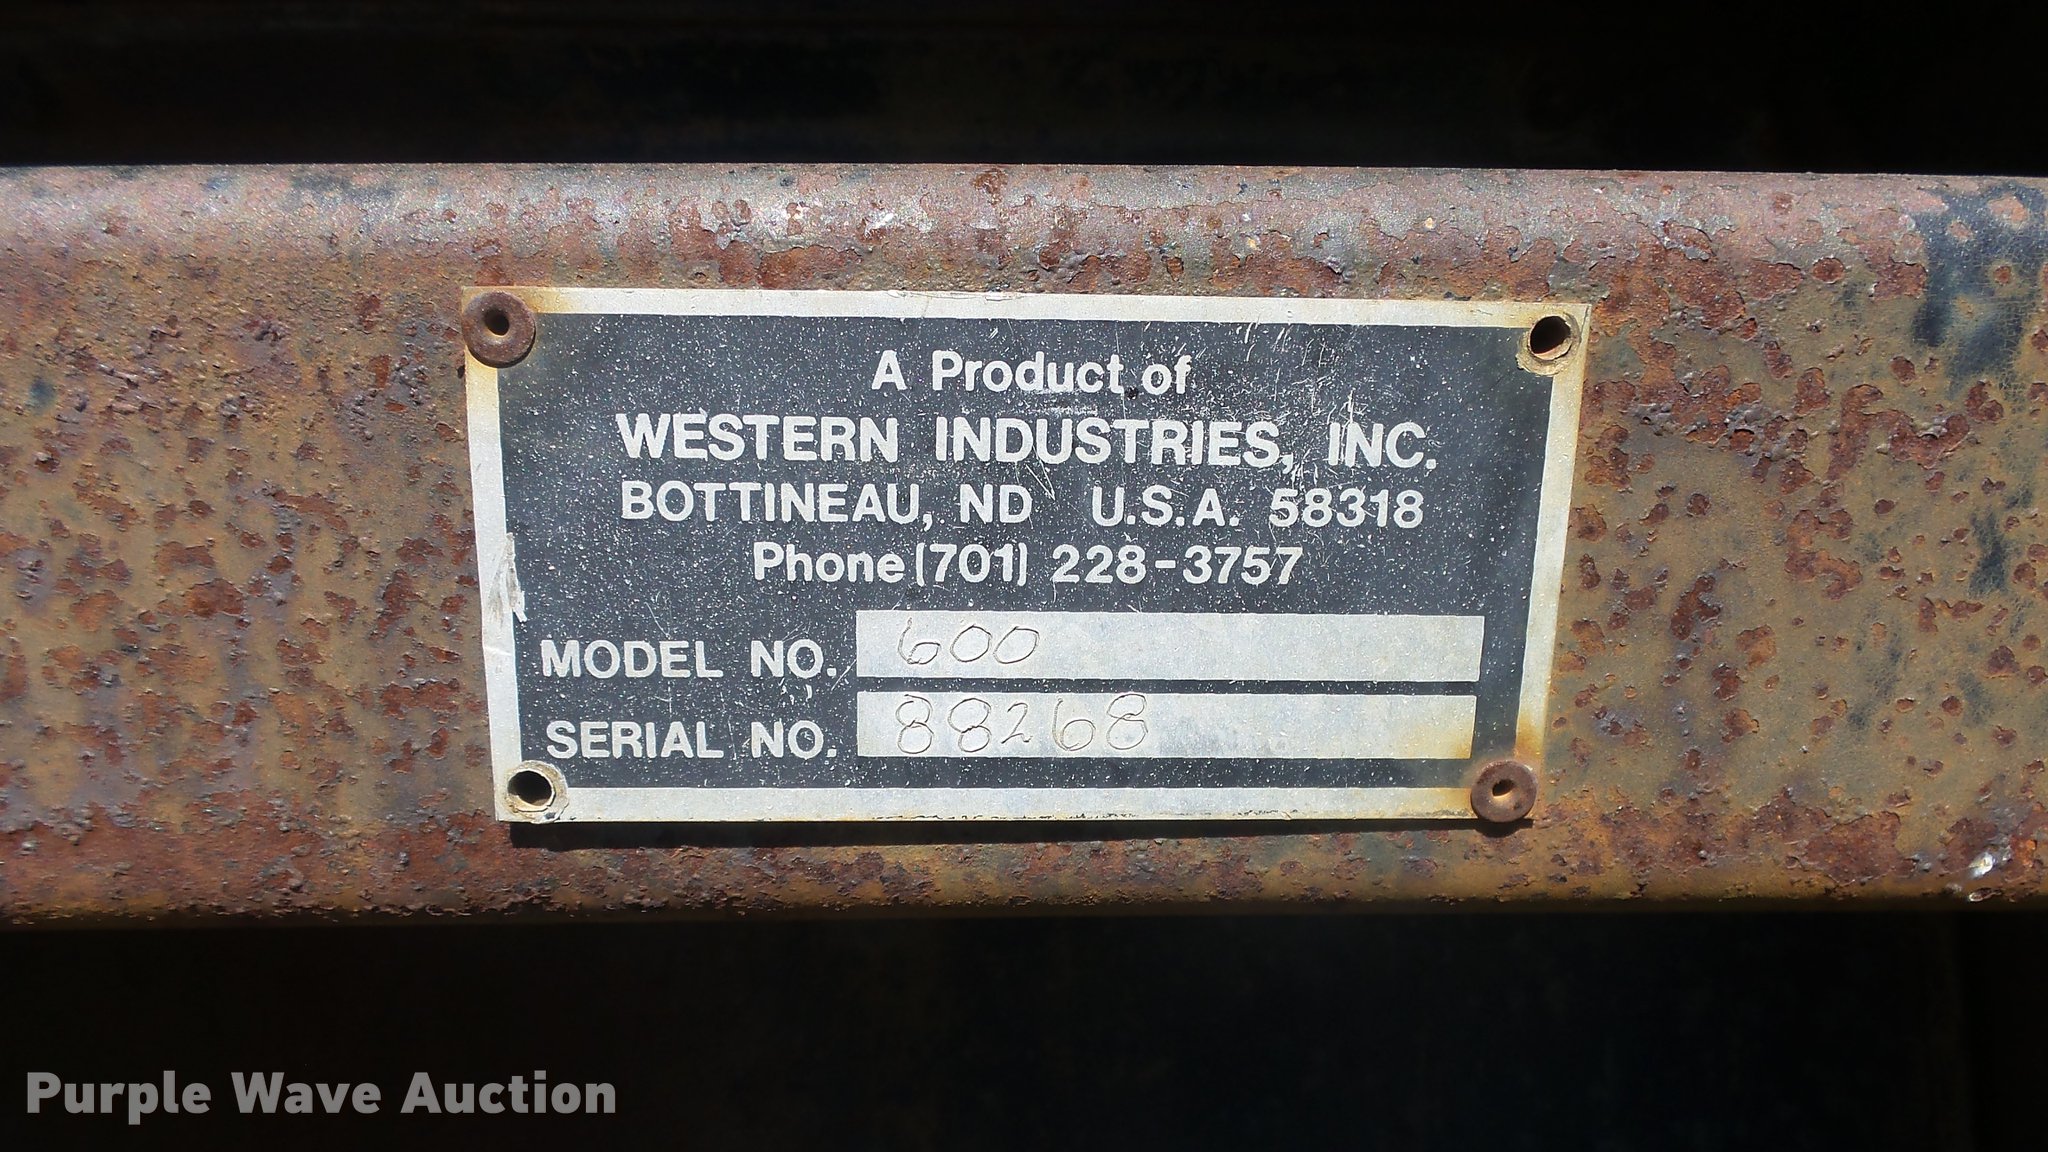 A Product of
WESTERN INDUSTRIES, INC.
BOTTINEAU, ND U.S.A. 58318
Phone (701) 228-3757
MODEL NO. 600
SERIAL NO. 88268
Purple Wave Auction